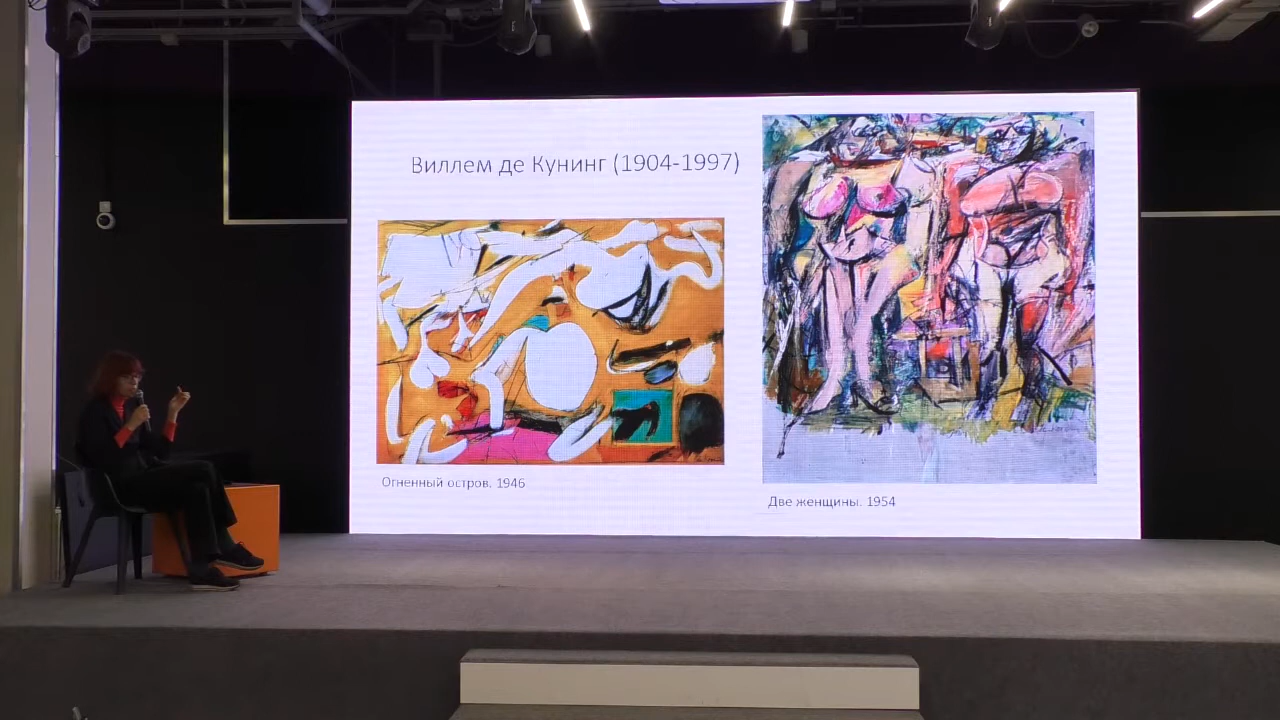 Виллем де Кунинг (1904-1997)
Огненный остров. 1946
Две женщины. 1954